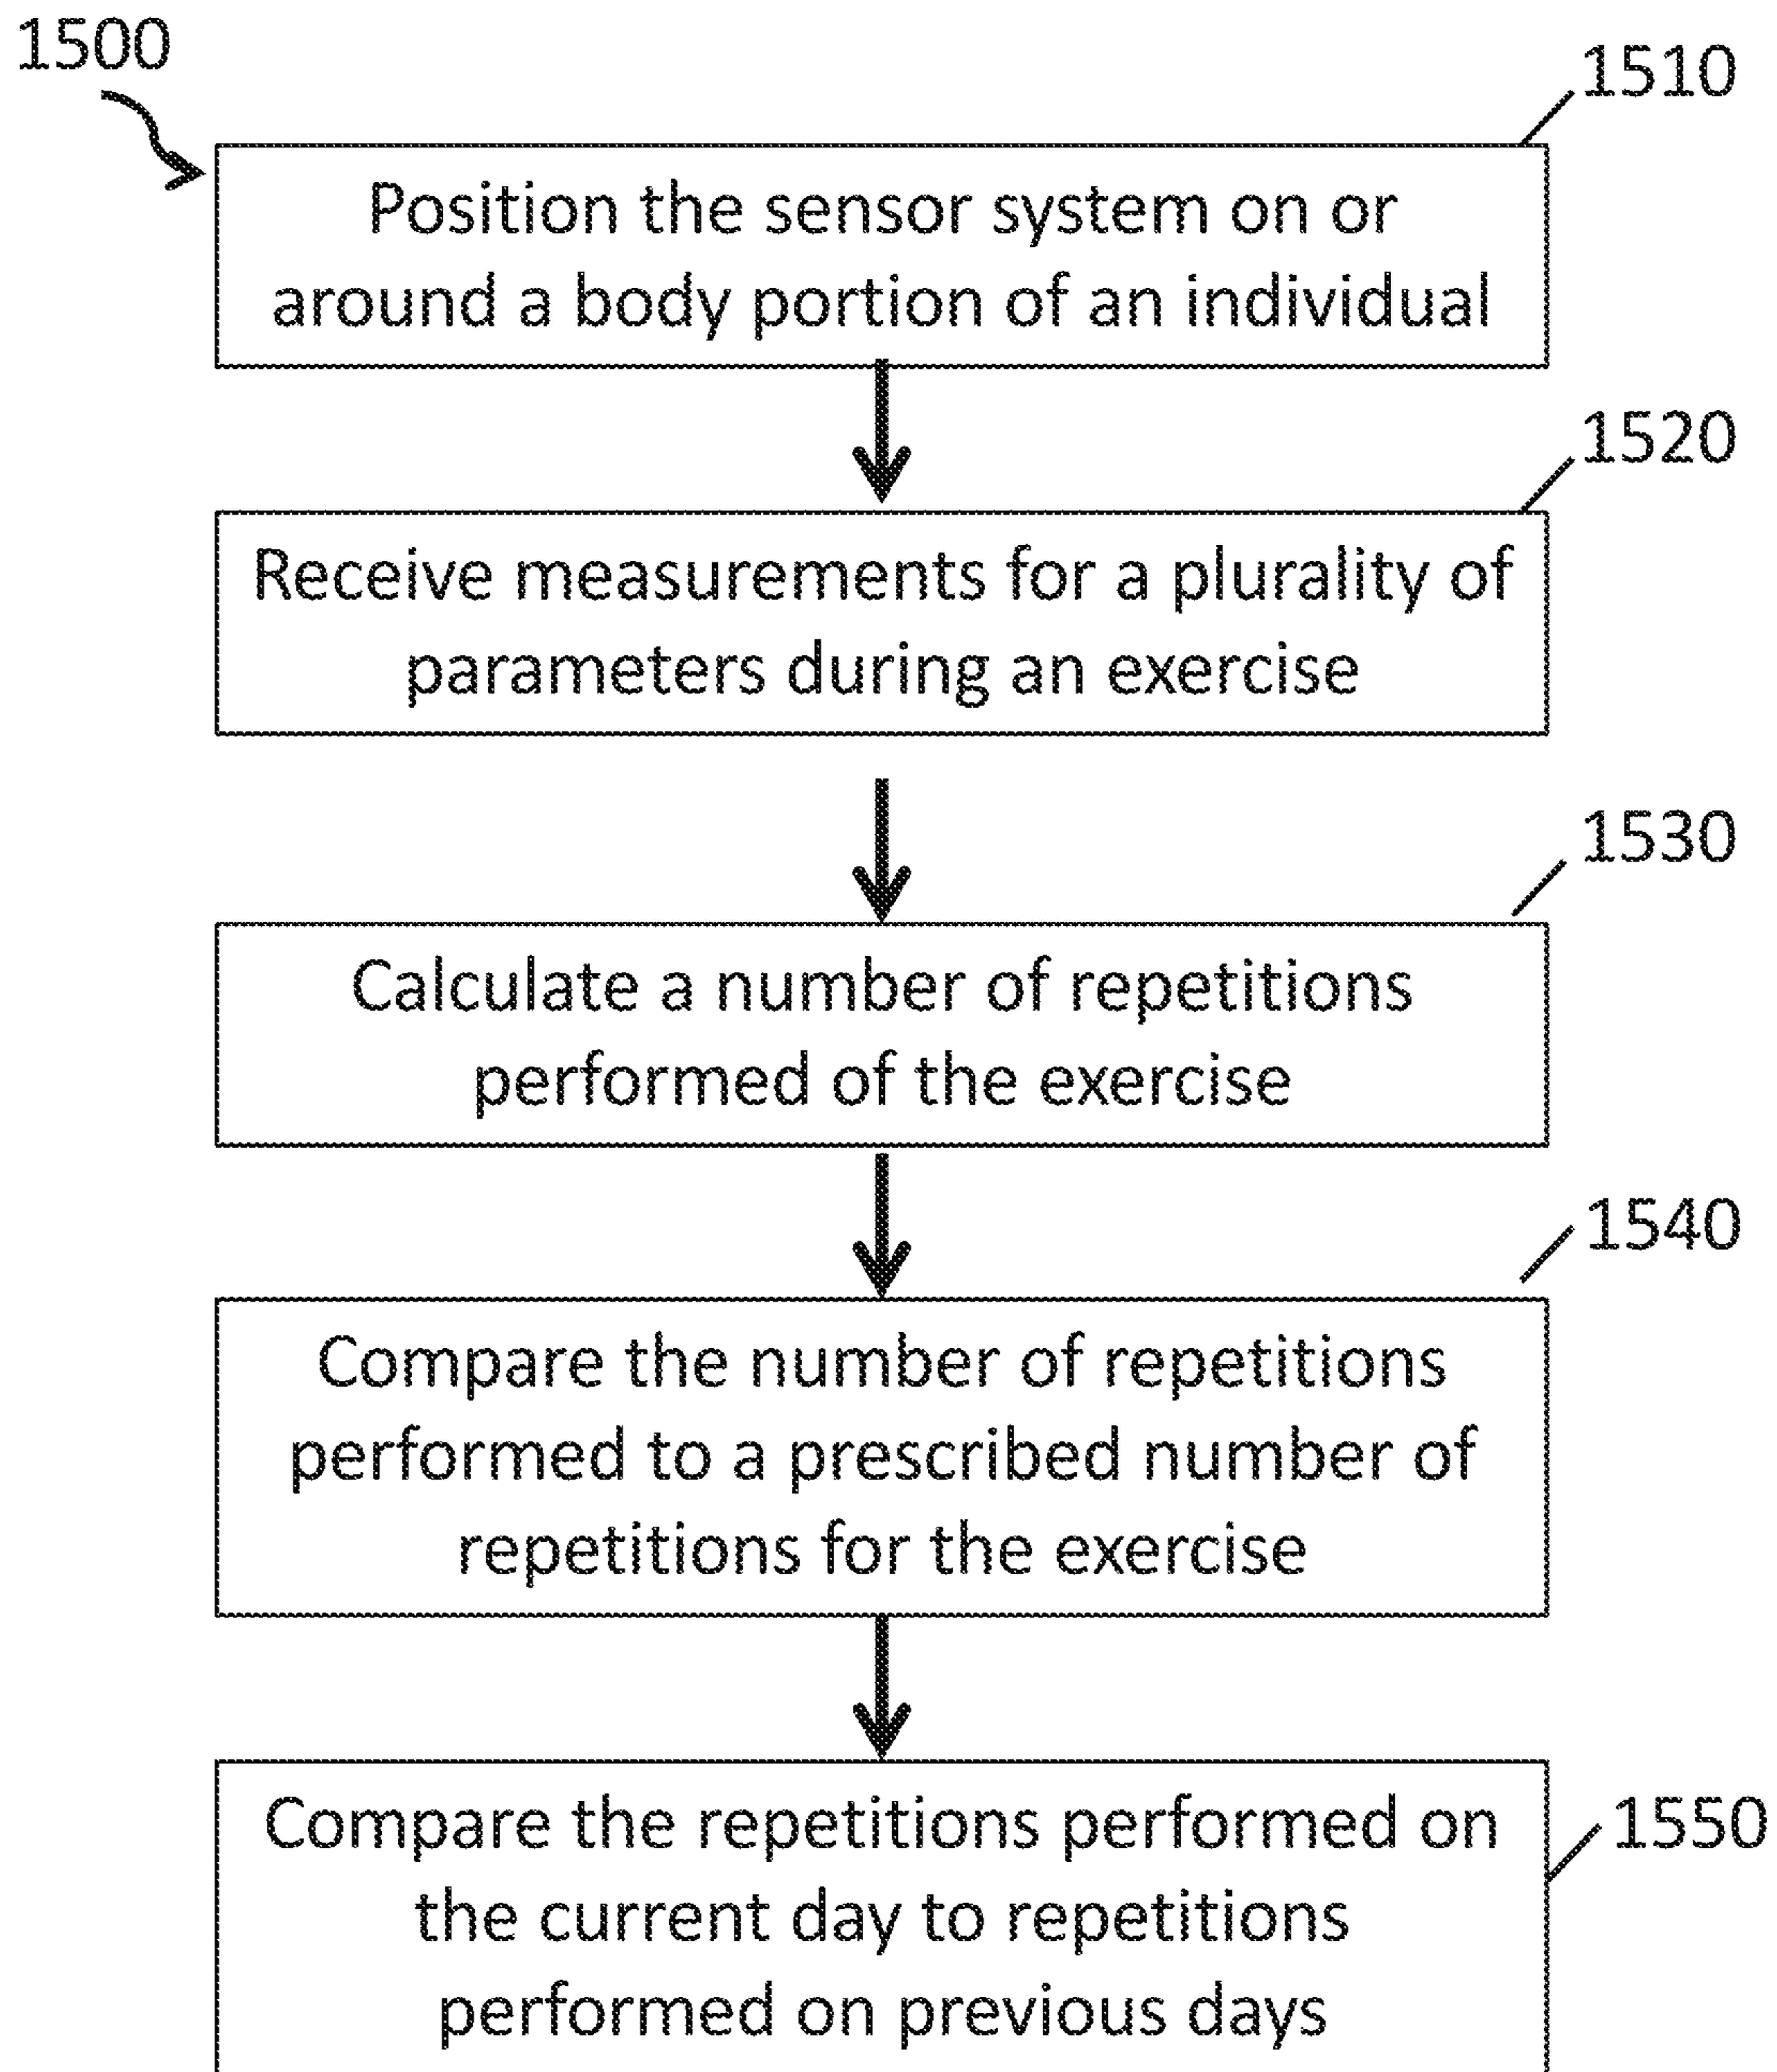 1500
1510
Position the sensor system on or
around a body portion of an individual
1520
Receive measurements for a plurality of
parameters during an exercise
1530
Calculate a number of repetitions
performed of the exercise
1540
Compare the number of repetitions
performed to a prescribed number of
repetitions for the exercise
1550
Compare the repetitions performed on
the current day to repetitions
performed on previous days